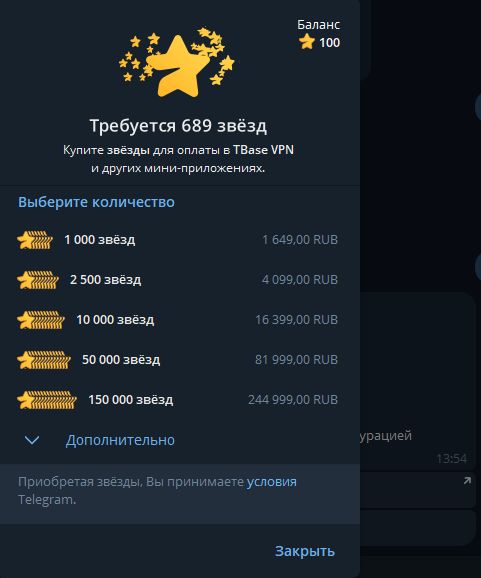 Баланс
100
Требуется 689 звёзд
Купите звёзды для оплаты в TBase VPN
и других мини-приложениях.
Выберите количество
1 000 звёзд 1 649,00 RUB
2 500 звёзд 4 099,00 RUB
10 000 звёзд 16 399,00 RUB
50 000 звёзд 81 999,00 RUB
150 000 звёзд 244 999,00 RUB
Дополнительно
урацией
13:54
Приобретая звёзды, Вы принимаете условия
Telegram.
Закрыть